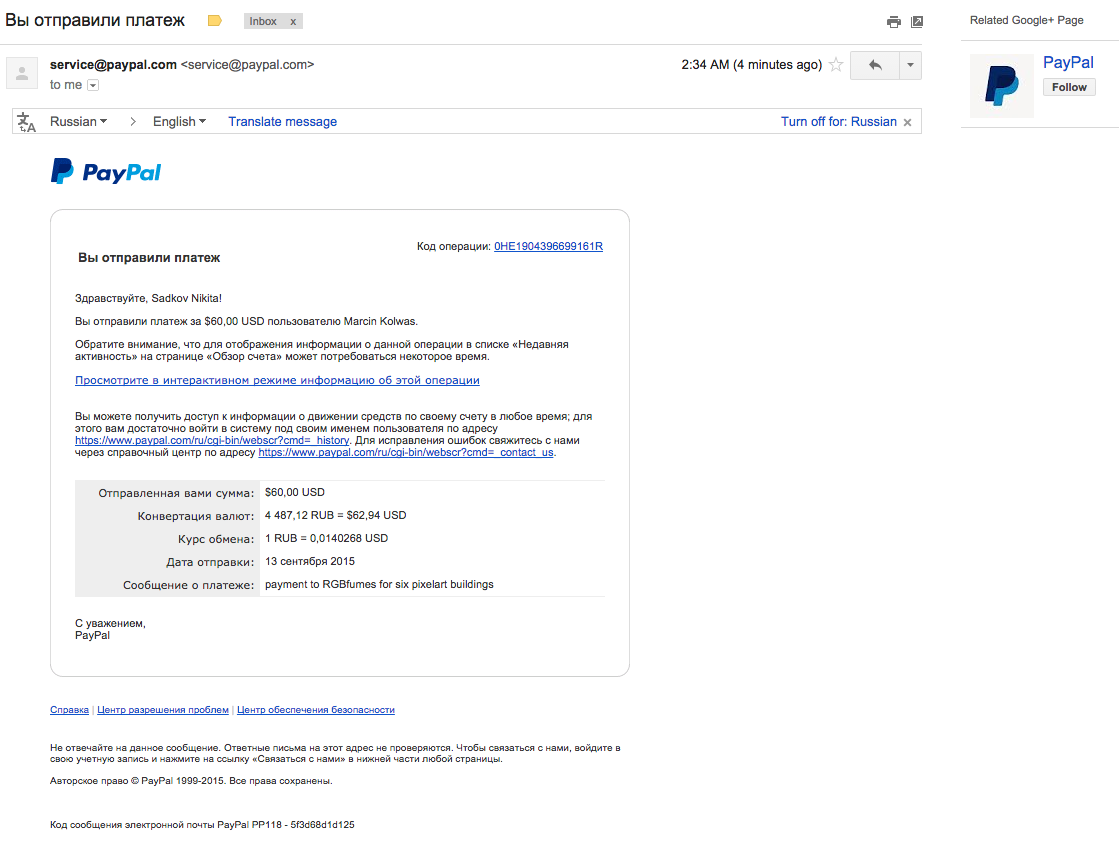 Вы отправили платеж
Inbox x
Related Google+ Page
service@paypal.com <service@paypal.com>
2:34 AM (4 minutes ago)
to me
PayPal
Follow
Russian > English Translate message
Turn off for: Russian x
PayPal
Код операции: 0HE1904396699161R
Вы отправили платеж
Здравствуйте, Sadkov Nikita!
Вы отправили платеж за $60,00 USD пользователю Marcin Kolwas.
Обратите внимание, что для отображения информации о данной операции в списке «Недавняя
активность» на странице «Обзор счета» может потребоваться некоторое время.
Просмотрите в интерактивном режиме информацию об этой операции
Вы можете получить доступ к информации о движении средств по своему счету в любое время; для
этого вам достаточно войти в систему под своим именем пользователя по адресу
https://www.paypal.com/ru/cgi-bin/webscr?cmd=_history. Для исправления ошибок свяжитесь с нами
через справочный центр по адресу https://www.paypal.com/ru/cgi-bin/webscr?cmd=_contact_us.
Отправленная вами сумма: $60,00 USD
Конвертация валют: 4 487,12 RUB = $62,94 USD
Курс обмена: 1 RUB = 0,0140268 USD
Дата отправки: 13 сентября 2015
Сообщение о платеже: payment to RGBfumes for six pixelart buildings
С уважением,
PayPal
Справка | Центр разрешения проблем | Центр обеспечения безопасности
Не отвечайте на данное сообщение. Ответные письма на этот адрес не проверяются. Чтобы связаться с нами, войдите в
свою учетную запись и нажмите на ссылку «Связаться с нами» в нижней части любой страницы.
Авторское право © PayPal 1999-2015. Все права сохранены.
Код сообщения электронной почты PayPal PP118 - 5f3d68d1d125